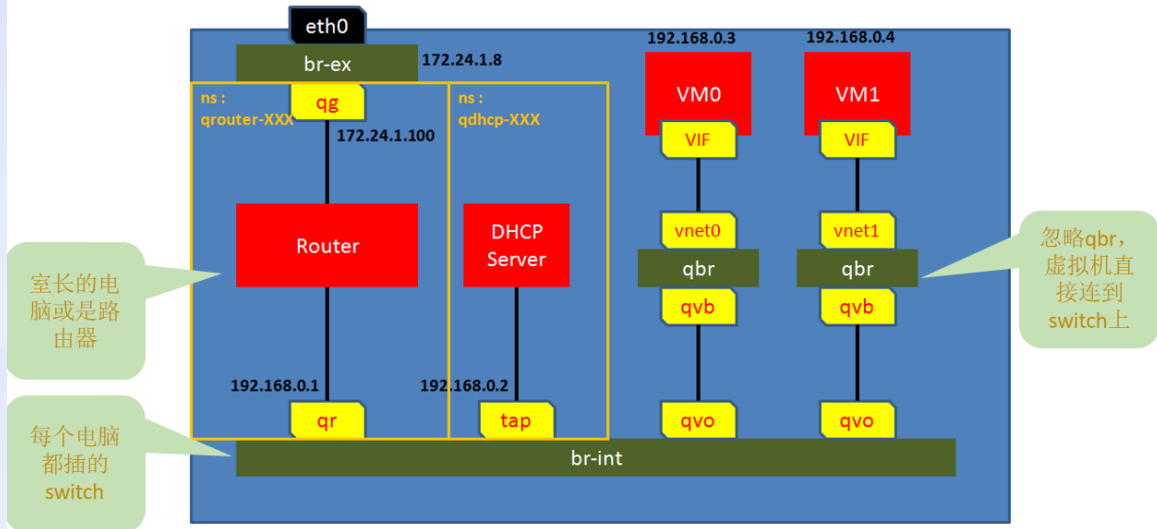 eth0
br-ex
172.24.1.8
ns :
qrouter-XXX
qg
172.24.1.100
ns :
qdhcp-XXX
192.168.0.3
192.168.0.4
VM0
VM1
VIF
VIF
Router
DHCP
Server
vnet0
vnet1
qbr
qbr
qvb
qvb
192.168.0.1
192.168.0.2
qr
tap
qvo
qvo
br-int
室长的电
脑或是路
由器
每个电脑
都插的
switch
忽略qbr，
虚拟机直
接连到
switch上